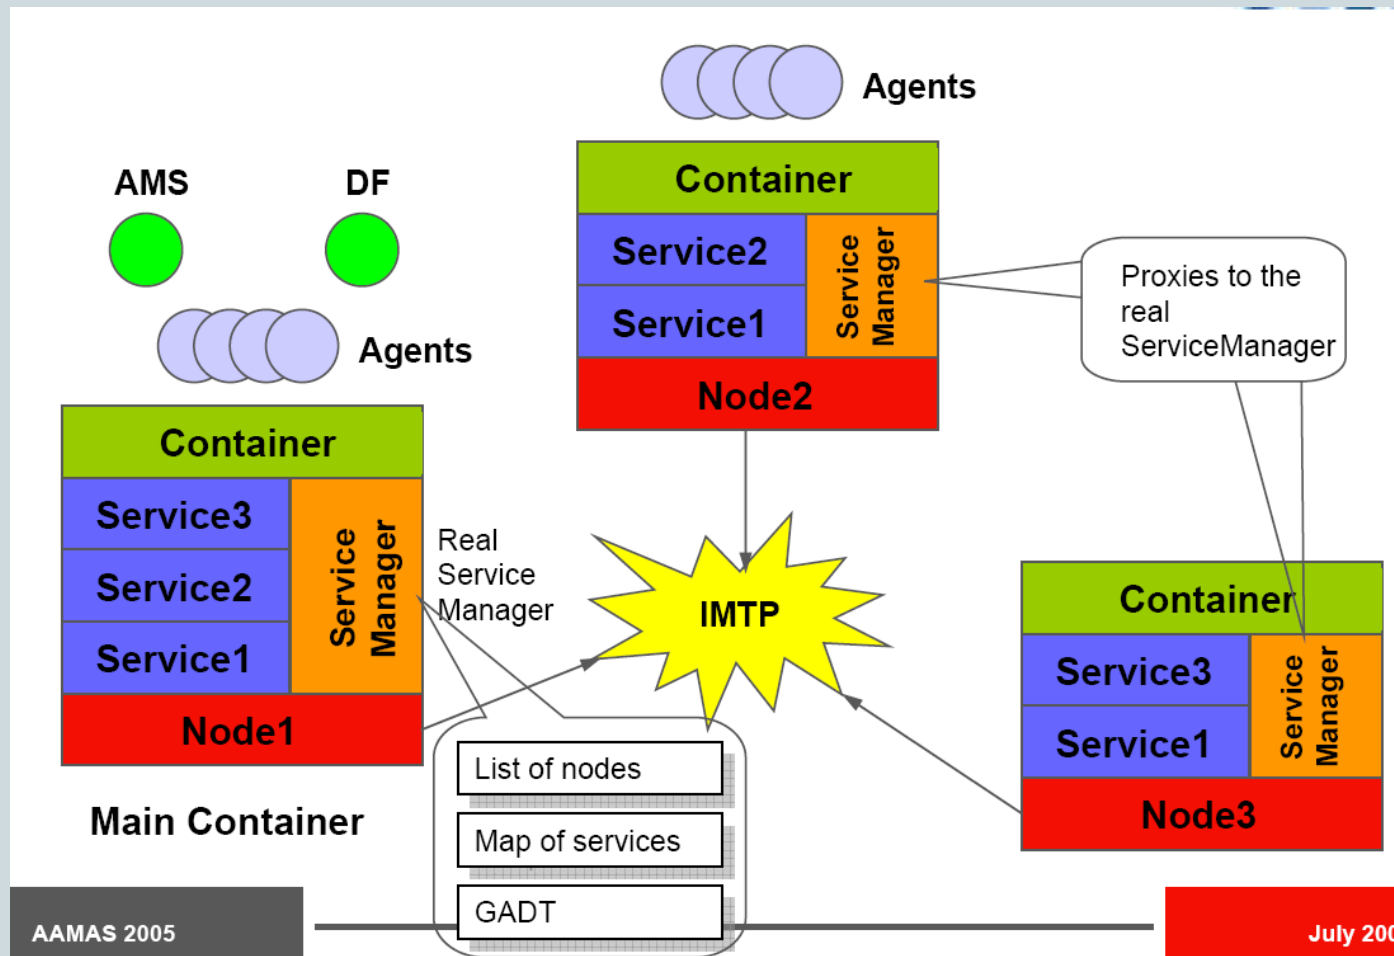 Agents
Container
Service2
Service1
Service
Manager
Node2
Proxies to the
real
ServiceManager
AMS
DF
Agents
Container
Service3
Service2
Service1
Service
Manager
Node1
Main Container
Real
Service
Manager
IMTP
List of nodes
Map of services
GADT
Container
Service3
Service1
Service
Manager
Node3
AAMAS 2005
July 200